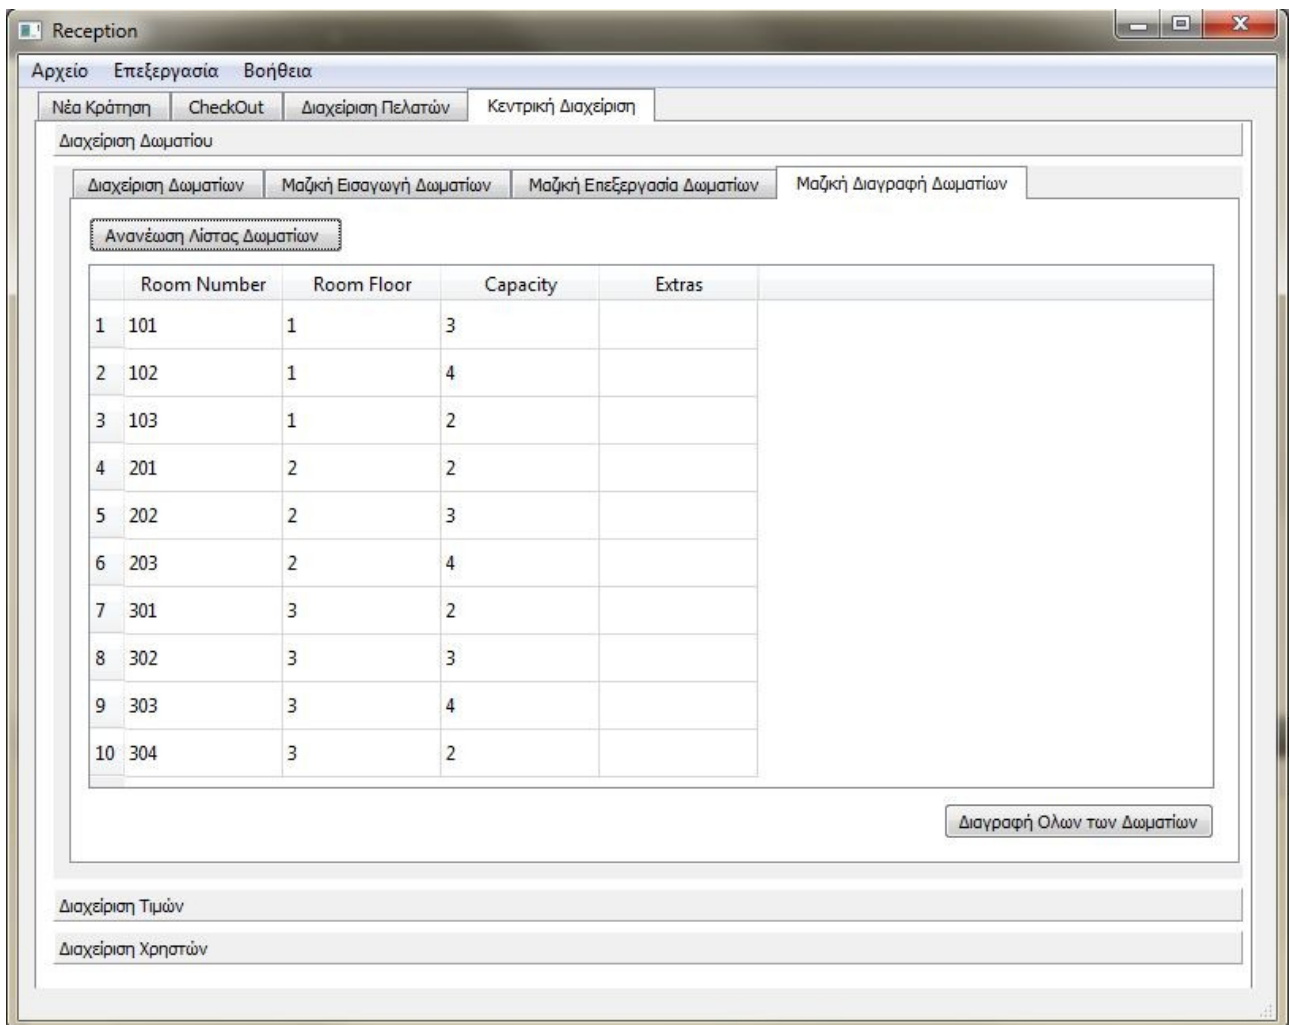 Reception
Αρχείο Επεξεργασία Βοήθεια
Νέα Κράτηση CheckOut Διαχείριση Πελατών Κεντρική Διαχείριση
Διαχείριση Δωματίου
Διαχείριση Δωματίων Μαζική Εισαγωγή Δωματίων Μαζική Επεξεργασία Δωματίων Μαζική Διαγραφή Δωματίων
Ανανέωση Λίστας Δωματίων
Room Number Room Floor Capacity Extras
1 101 1 3
2 102 1 4
3 103 1 2
4 201 2 2
5 202 2 3
6 203 2 4
7 301 3 2
8 302 3 3
9 303 3 4
10 304 3 2
Διαγραφή Ολων των Δωματίων
Διαχείριση Τιμών
Διαχείριση Χρηστών